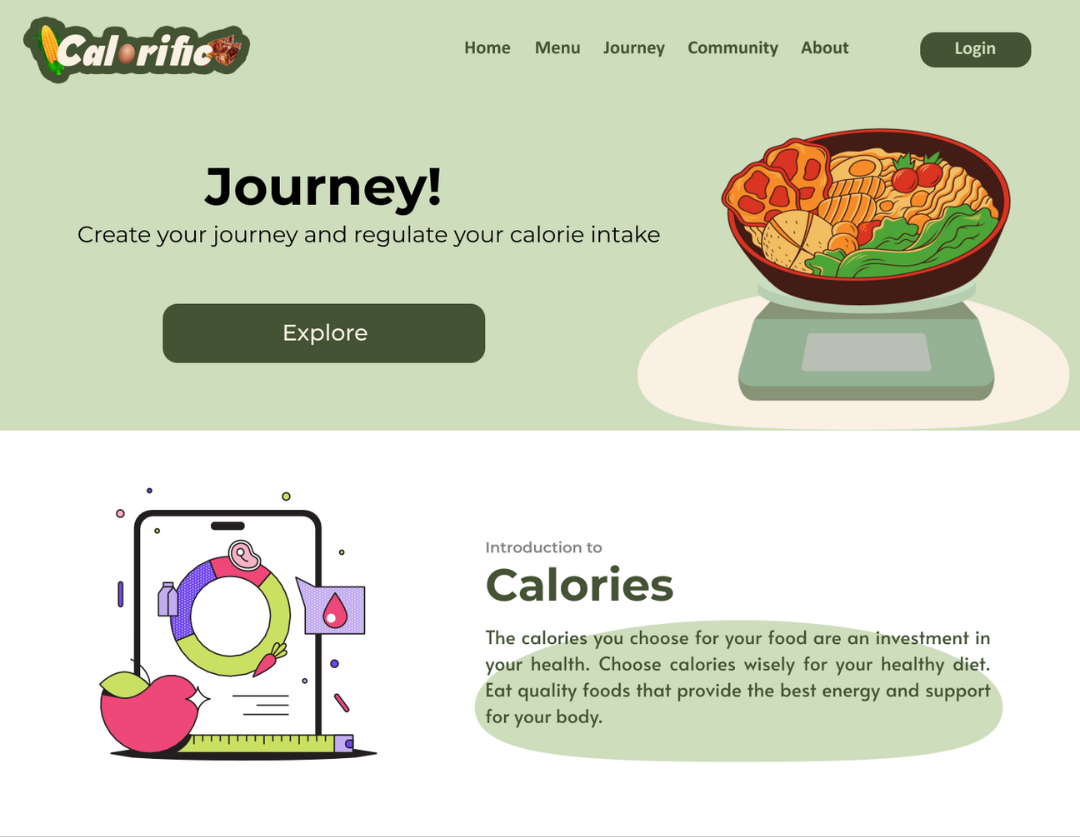 Calorific
Home Menu Journey Community About Login
Journey!
Create your journey and regulate your calorie intake
Explore
Introduction to
Calories
The calories you choose for your food are an investment in
your health. Choose calories wisely for your healthy diet.
Eat quality foods that provide the best energy and support
for your body.